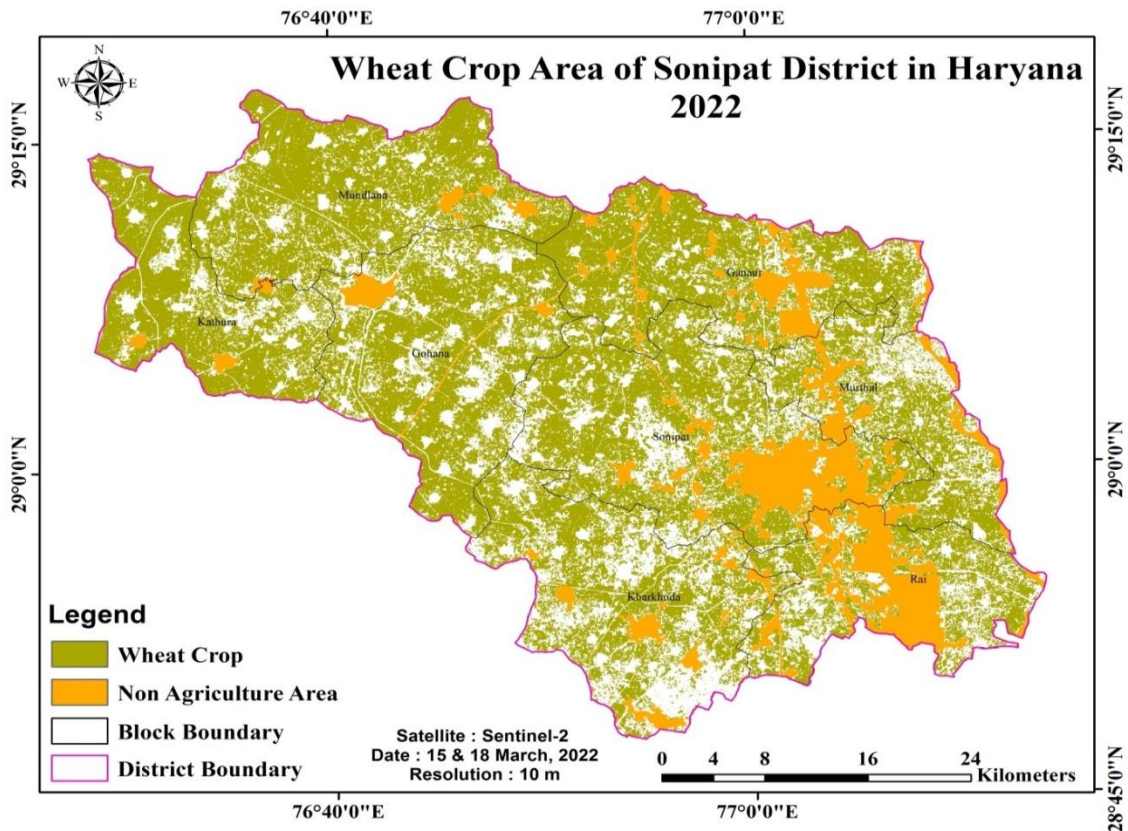 76°40'0"E
77°0'0"E
Wheat Crop Area of Sonipat District in Haryana
2022
N
W
E
S
29°15'0"N
29°15'0"N
Mundlana
Ganaur
Kathura
Gohana
Murthal
Sonipat
29°0'0"N
29°0'0"N
Rai
Kharkhuda
Legend
Wheat Crop
Non Agriculture Area
Block Boundary
District Boundary
Satellite : Sentinel-2
Date : 15 & 18 March, 2022
Resolution : 10 m
0 4 8 16 24
Kilometers
28°45'0"N
76°40'0"E
77°0'0"E